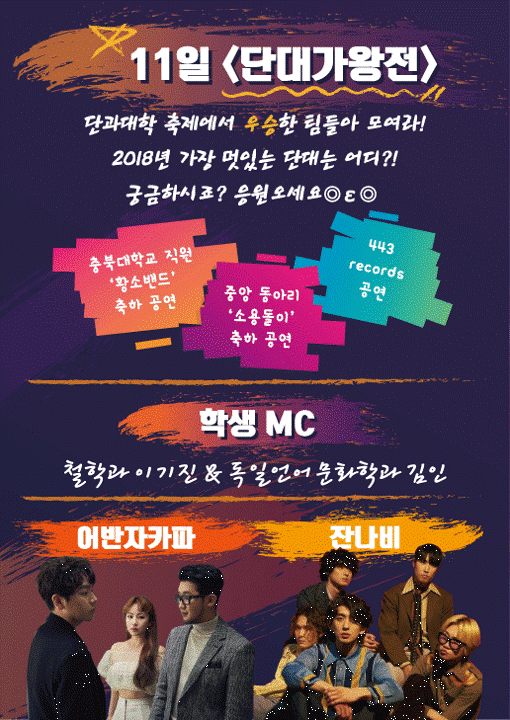 11일 <단대가왕전>
단과대학 축제에서 우승한 팀들아 모여라!
2018년 가장 멋있는 단대는 어디?!
궁금하시죠? 응원오세요◎ε◎
충북대학교 직원
'황소밴드'
축하 공연
중앙 동아리
'소용돌이'
축하 공연
443
records
공연
학생 MC
철학과 이기진 & 독일언어 문화학과 김인
어반자카파
잔나비